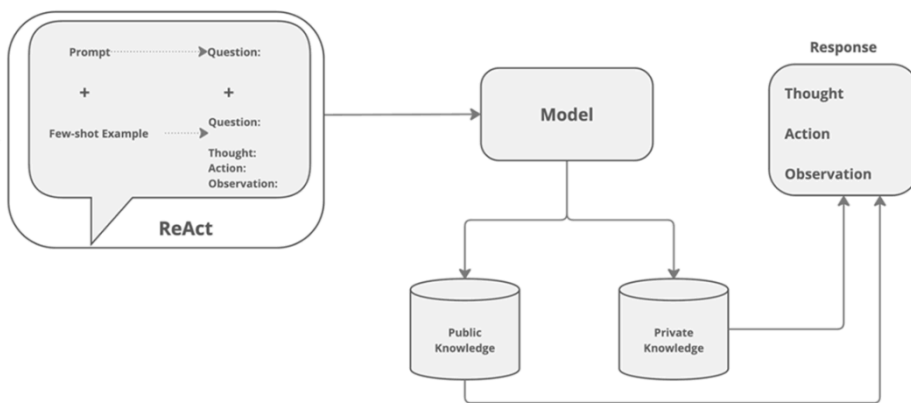 Prompt
Question:
+
+
Few-shot Example
Question:
Thought:
Action:
Observation:
ReAct
Model
Public
Knowledge
Private
Knowledge
Response
Thought
Action
Observation